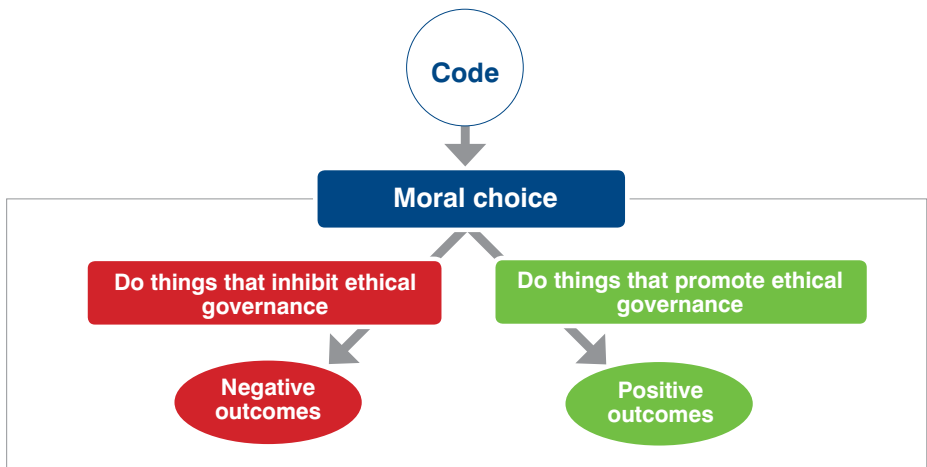 Code
Moral choice
Do things that inhibit ethical
governance
Do things that promote ethical
governance
Negative
outcomes
Positive
outcomes